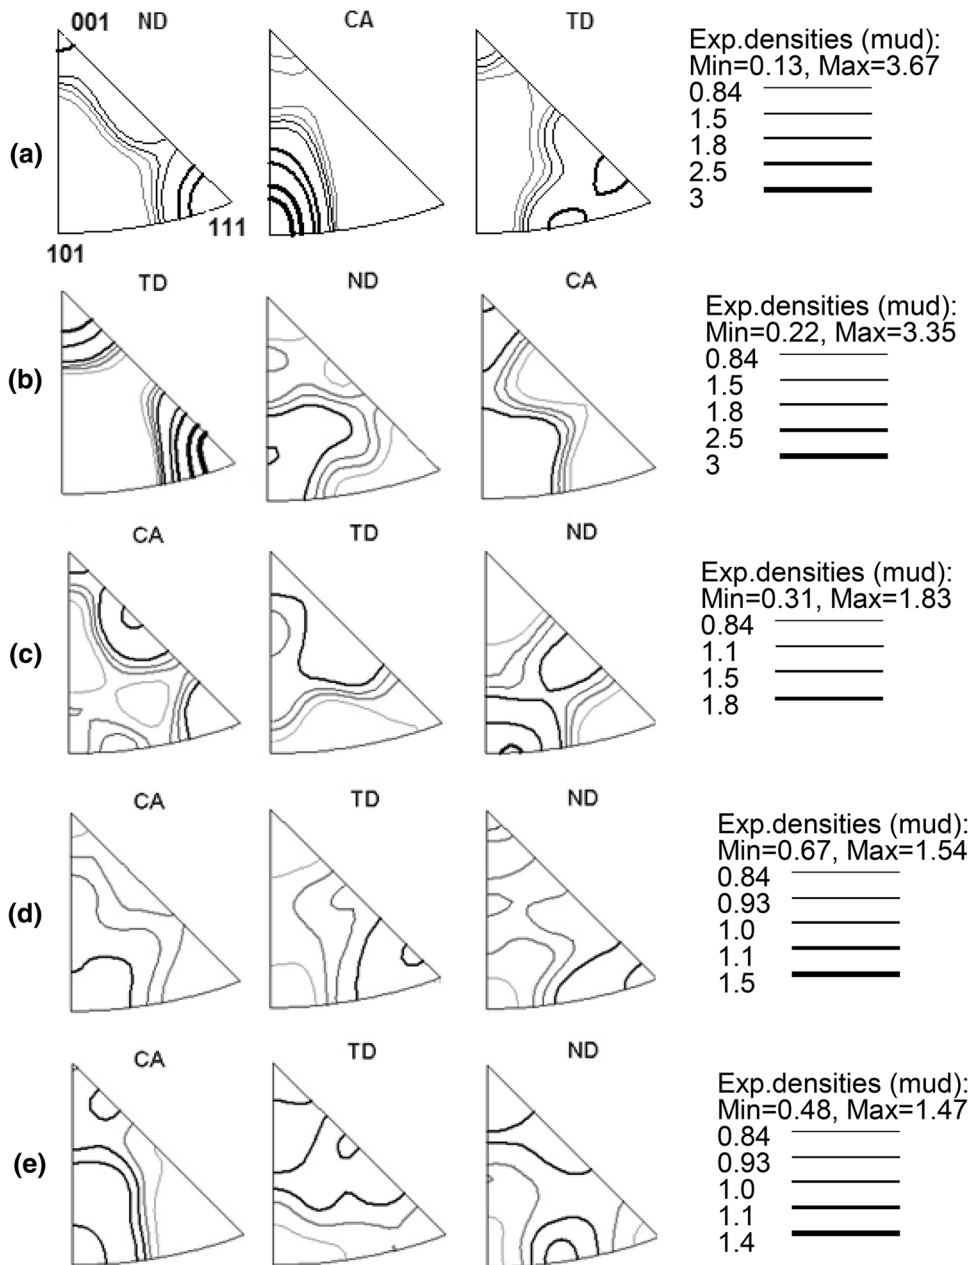 001 ND CA TD
Exp.densities (mud):
Min=0.13, Max=3.67
0.84
1.5
1.8
2.5
3
(a)
101
111
TD ND CA
Exp.densities (mud):
Min=0.22, Max=3.35
0.84
1.5
1.8
2.5
3
(b)
CA TD ND
Exp.densities (mud):
Min=0.31, Max=1.83
0.84
1.1
1.5
1.8
(c)
CA TD ND
Exp.densities (mud):
Min=0.67, Max=1.54
0.84
0.93
1.0
1.1
1.5
(d)
CA TD ND
Exp.densities (mud):
Min=0.48, Max=1.47
0.84
0.93
1.0
1.1
1.4
(e)